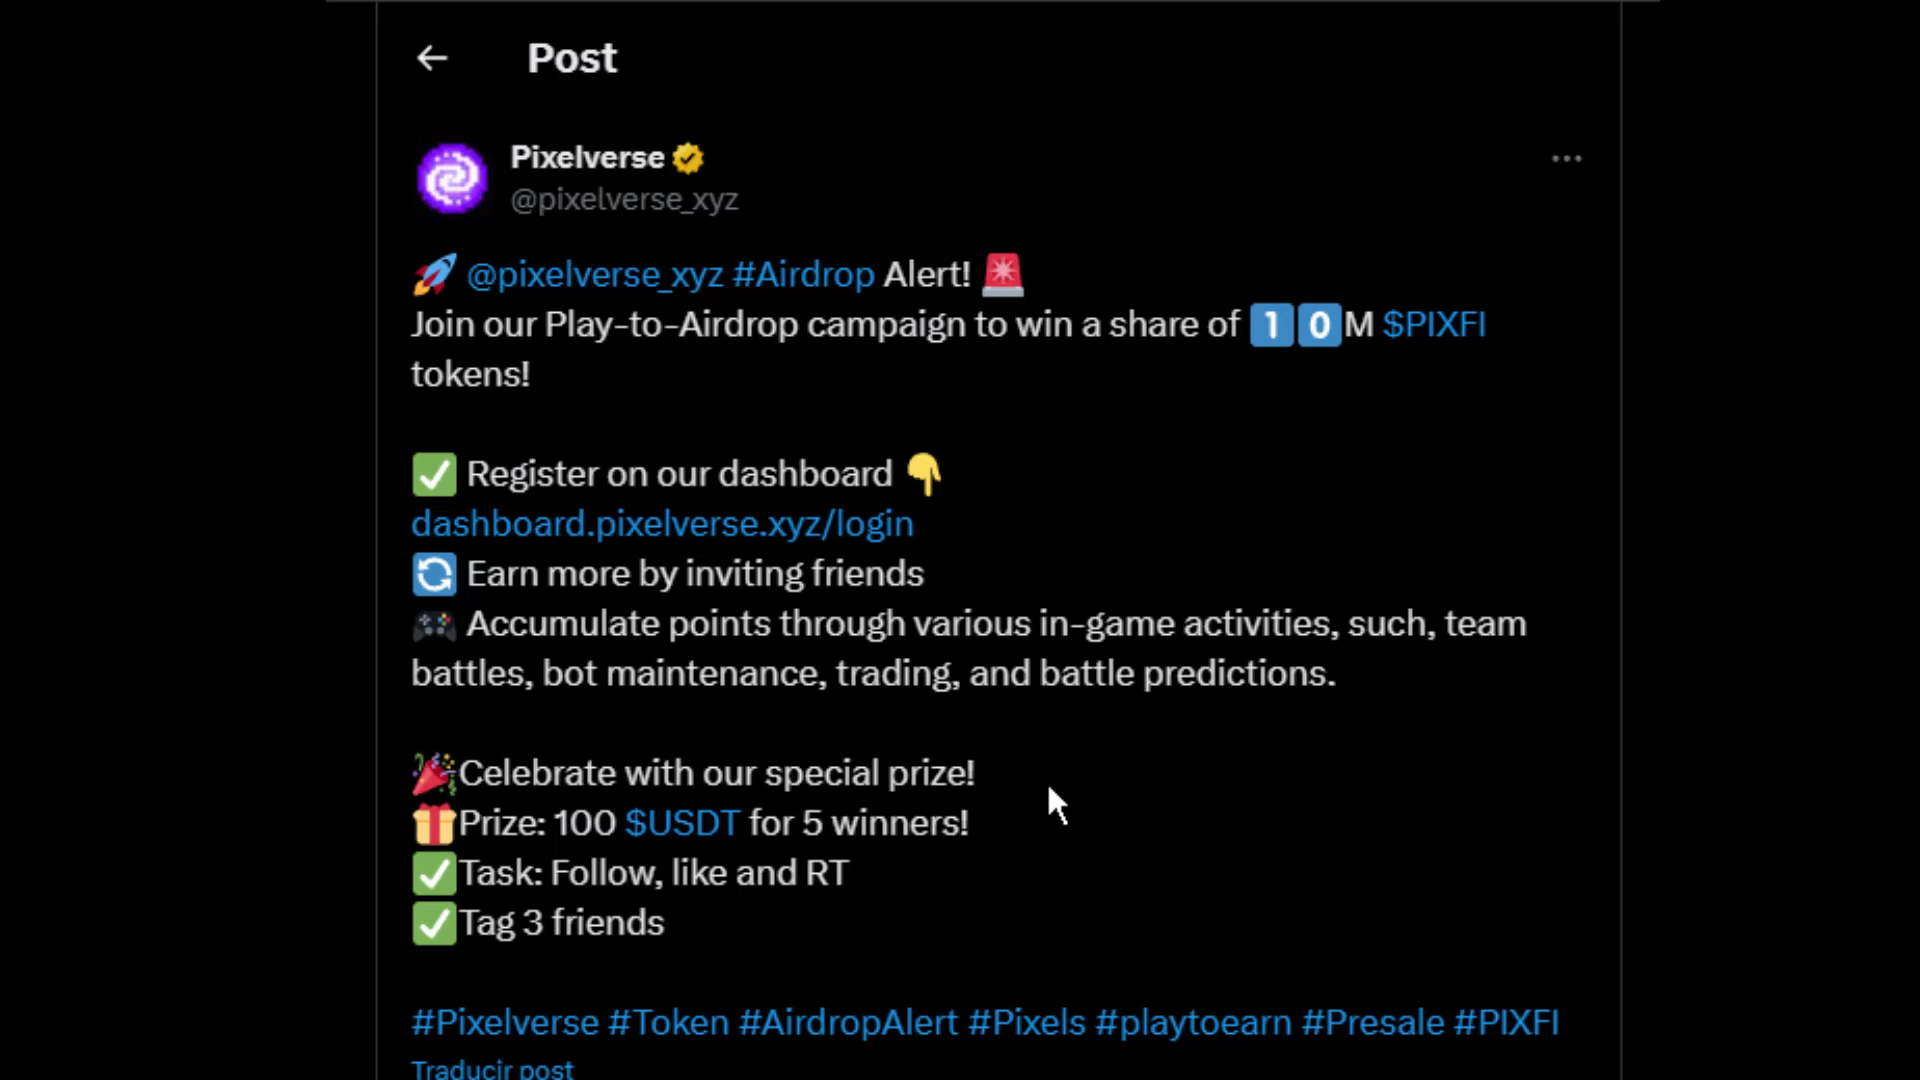 Post
Pixelverse
@pixelverse_xyz
🚀 @pixelverse_xyz #Airdrop Alert! 🚨
Join our Play-to-Airdrop campaign to win a share of 1️⃣0️⃣M $PIXFI
tokens!
✅ Register on our dashboard 👇
dashboard.pixelverse.xyz/login
🔄 Earn more by inviting friends
🎮 Accumulate points through various in-game activities, such, team
battles, bot maintenance, trading, and battle predictions.
🎉Celebrate with our special prize!
🎁Prize: 100 $USDT for 5 winners!
✅Task: Follow, like and RT
✅Tag 3 friends
#Pixelverse #Token #AirdropAlert #Pixels #playtoearn #Presale #PIXFI
Traducir post